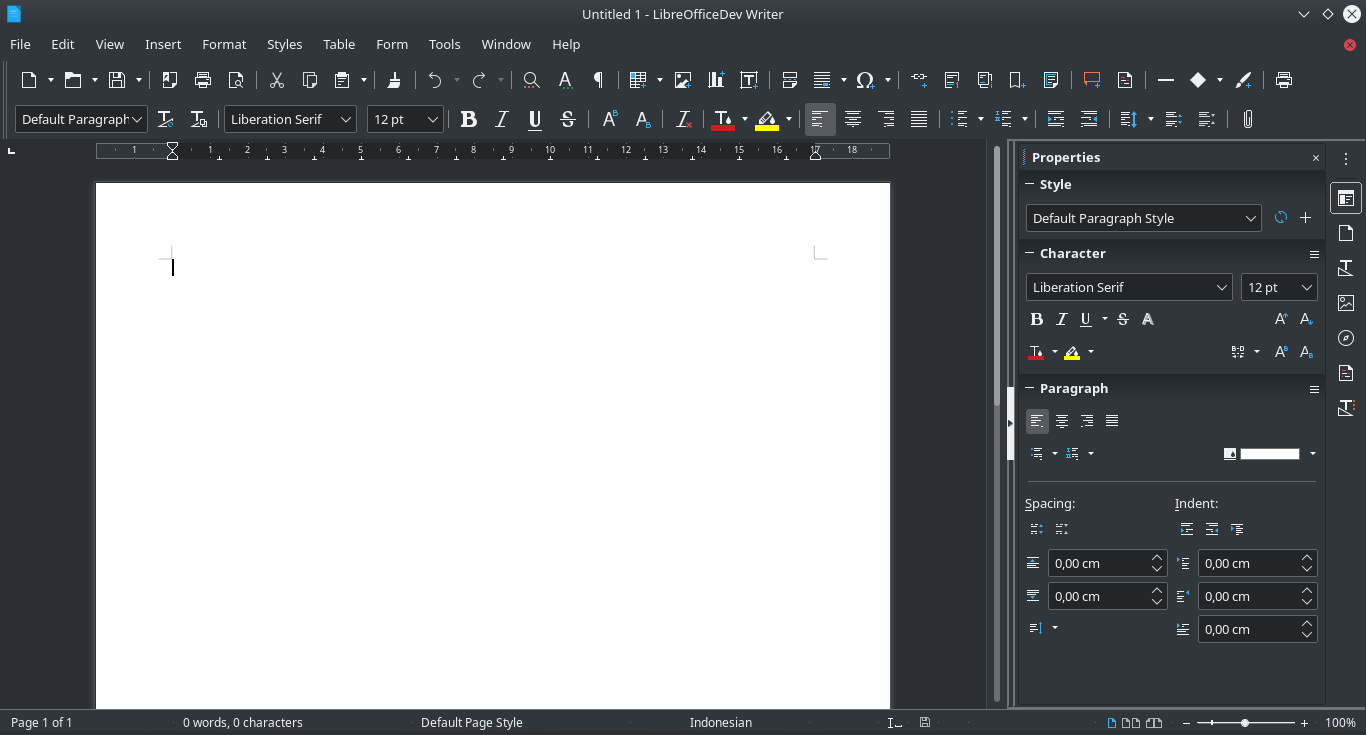 Untitled 1 - LibreOfficeDev Writer
File Edit View Insert Format Styles Table Form Tools Window Help
Default Paragraph Liberation Serif 12 pt
1 1 2 3 4 5 6 7 8 9 10 11 12 13 14 15 16 17 18
Properties
Style
Default Paragraph Style
Character
Liberation Serif 12 pt
Paragraph
Spacing: Indent:
0,00 cm 0,00 cm
0,00 cm 0,00 cm
0,00 cm
Page 1 of 1 0 words, 0 characters Default Page Style Indonesian 100%